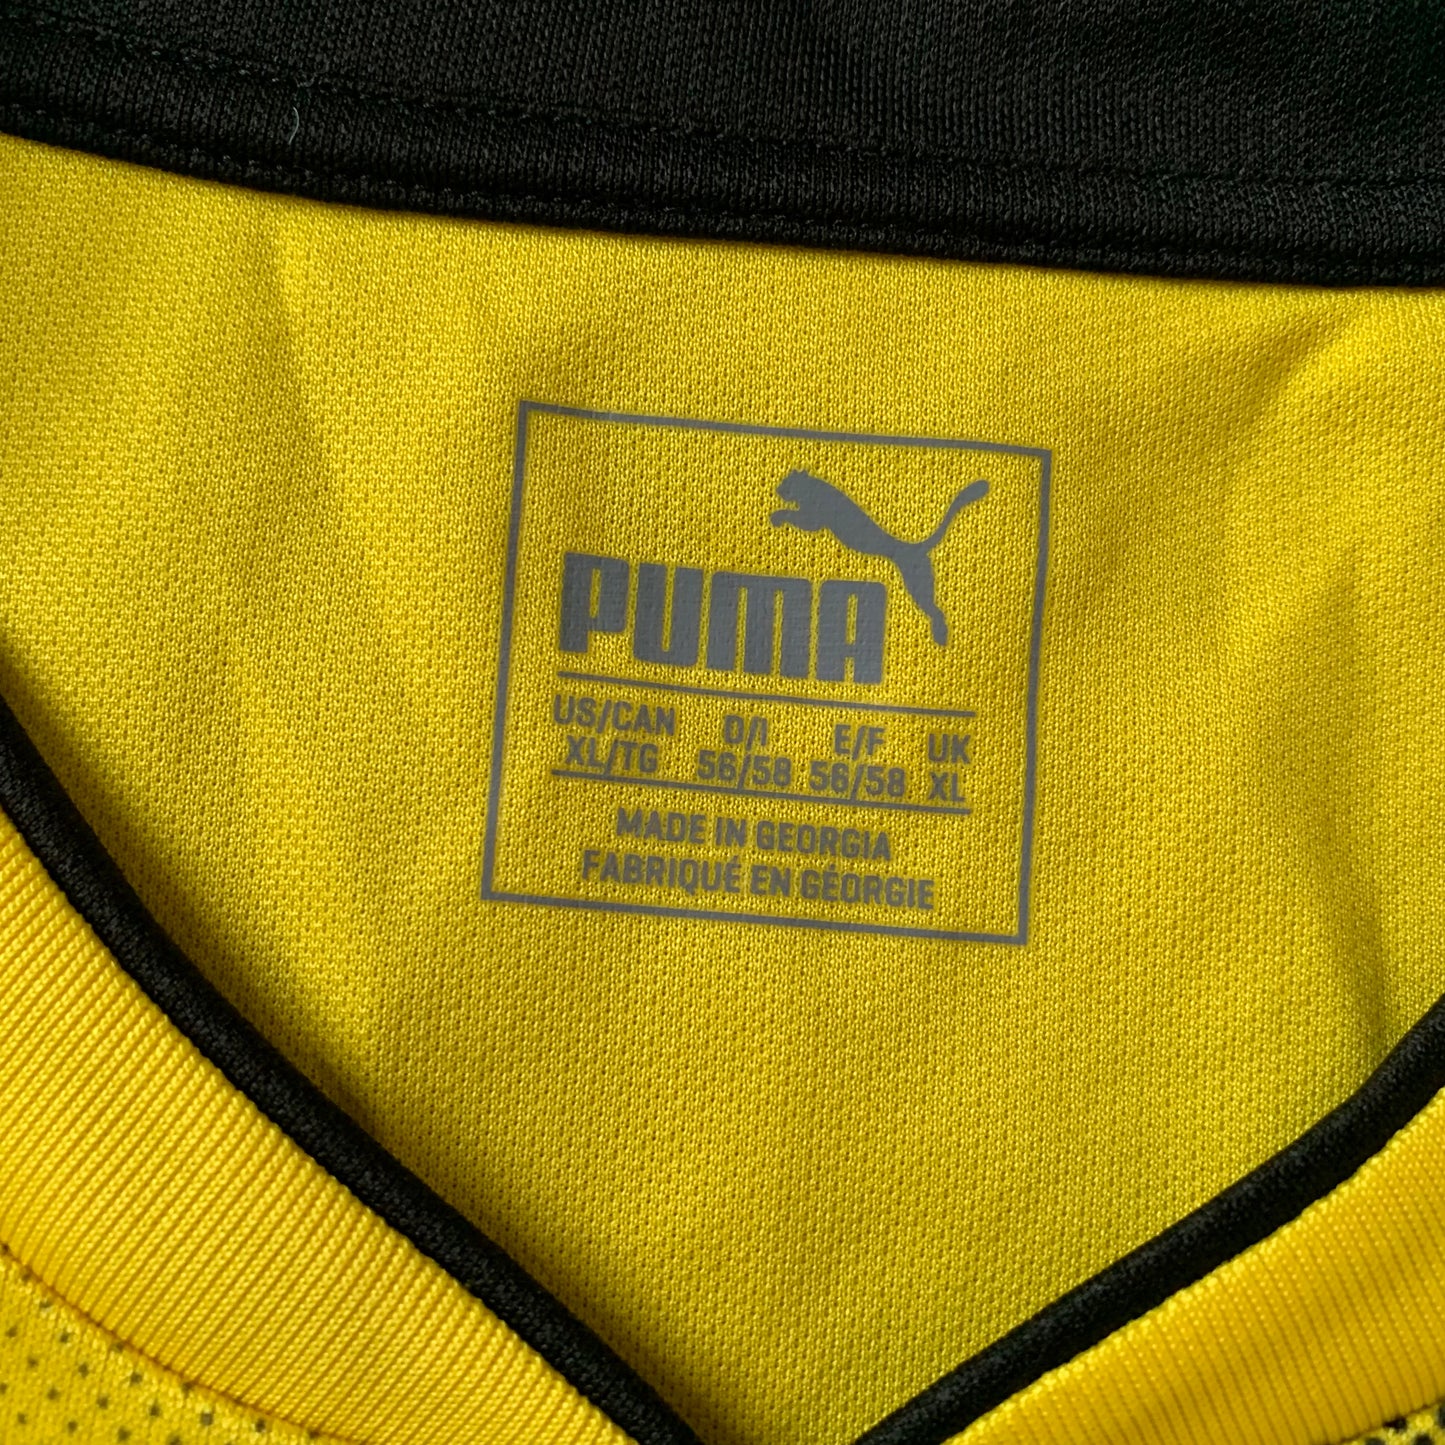 PUMA
US/CAN D/I E/F UK
XL/TG 56/58 56/58 XL
MADE IN GEORGIA
FABRIQUÉ EN GÉORGIE